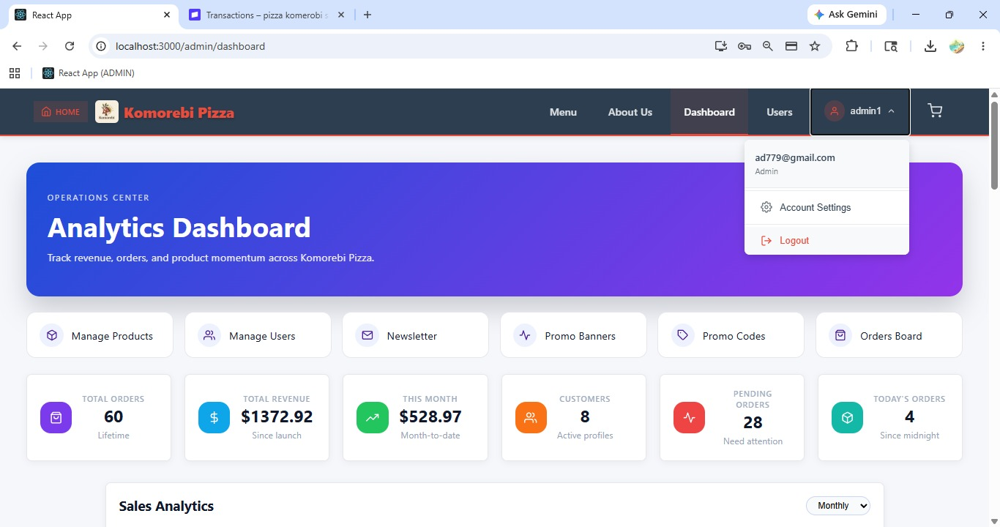 React App
Transactions – pizza komerobi s
Ask Gemini
localhost:3000/admin/dashboard
React App (ADMIN)
HOME
Komorebi
Komorebi Pizza
Menu
About Us
Dashboard
Users
admin1
ad779@gmail.com
Admin
Account Settings
Logout
OPERATIONS CENTER
Analytics Dashboard
Track revenue, orders, and product momentum across Komorebi Pizza.
Manage Products
Manage Users
Newsletter
Promo Banners
Promo Codes
Orders Board
TOTAL ORDERS
60
Lifetime
TOTAL REVENUE
$1372.92
Since launch
THIS MONTH
$528.97
Month-to-date
CUSTOMERS
8
Active profiles
PENDING
ORDERS
28
Need attention
TODAY'S ORDERS
4
Since midnight
Sales Analytics
Monthly